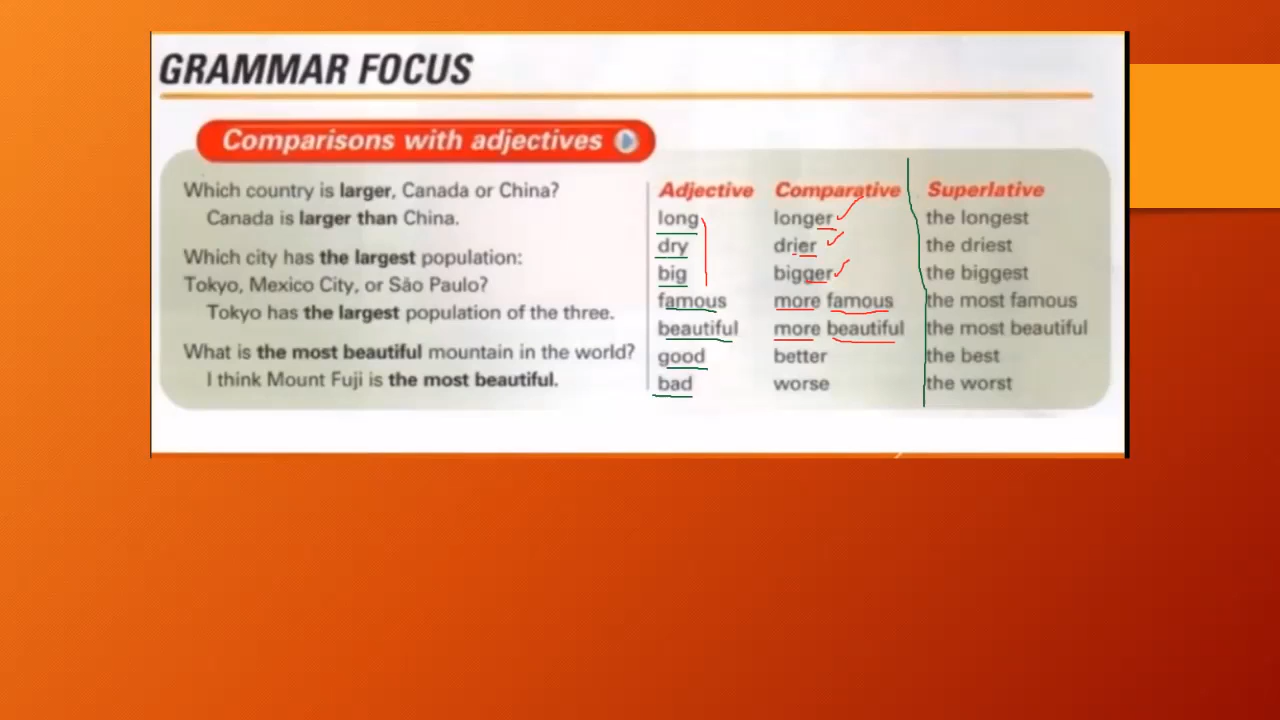 GRAMMAR FOCUS
Comparisons with adjectives
Which country is larger, Canada or China?
Canada is larger than China.
Which city has the largest population:
Tokyo, Mexico City, or São Paulo?
Tokyo has the largest population of the three.
What is the most beautiful mountain in the world?
I think Mount Fuji is the most beautiful.
Adjective Comparative Superlative
long longer the longest
dry drier the driest
big bigger the biggest
famous more famous the most famous
beautiful more beautiful the most beautiful
good better the best
bad worse the worst